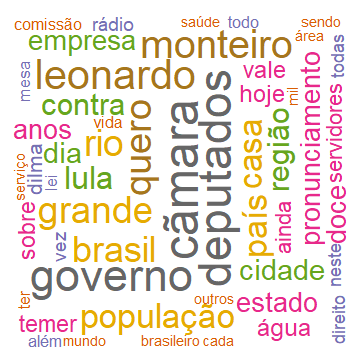 comissão rádio saúde todo sendo
empresa monteiro área
mesa leonardo vale todas
contra hoje mil
anos vida quero câmara deputados casa região pronunciamento servidores
dia rio
serviço dilma lei lula país doce
sobre grande ainda
vez brasil neste
governo cidade
ter outros estado direito
temer população água
além mundo brasileiro cada